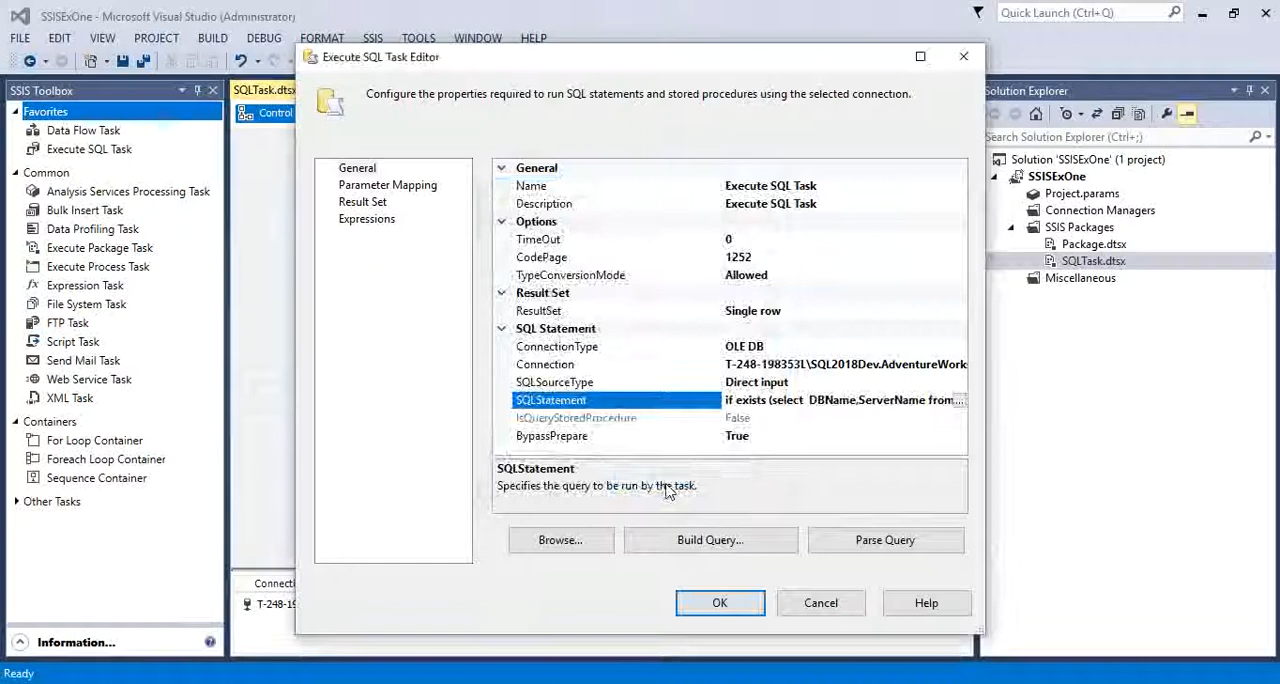 SSISExOne - Microsoft Visual Studio (Administrator)
Quick Launch (Ctrl+Q)
FILE EDIT VIEW PROJECT BUILD DEBUG FORMAT SSIS TOOLS WINDOW HELP
SSIS Toolbox
Favorites
Data Flow Task
Execute SQL Task
Common
Analysis Services Processing Task
Bulk Insert Task
Data Profiling Task
Execute Package Task
Execute Process Task
Expression Task
File System Task
FTP Task
Script Task
Send Mail Task
Web Service Task
XML Task
Containers
For Loop Container
Foreach Loop Container
Sequence Container
Other Tasks
Information...
SQLTask.dtsx
Control
Connecti
T-248-19
Execute SQL Task Editor
Configure the properties required to run SQL statements and stored procedures using the selected connection.
General
Parameter Mapping
Result Set
Expressions
General
Name Execute SQL Task
Description Execute SQL Task
Options
TimeOut 0
CodePage 1252
TypeConversionMode Allowed
Result Set
ResultSet Single row
SQL Statement
ConnectionType OLE DB
Connection T-248-198353L\SQL2018Dev.AdventureWork
SQLSourceType Direct input
SQLStatement if exists (select DBName,ServerName from ...
IsQueryStoredProcedure False
BypassPrepare True
SQLStatement
Specifies the query to be run by the task.
Browse... Build Query... Parse Query
OK Cancel Help
Solution Explorer
Search Solution Explorer (Ctrl+;)
Solution 'SSISExOne' (1 project)
SSISExOne
Project.params
Connection Managers
SSIS Packages
Package.dtsx
SQLTask.dtsx
Miscellaneous
Ready